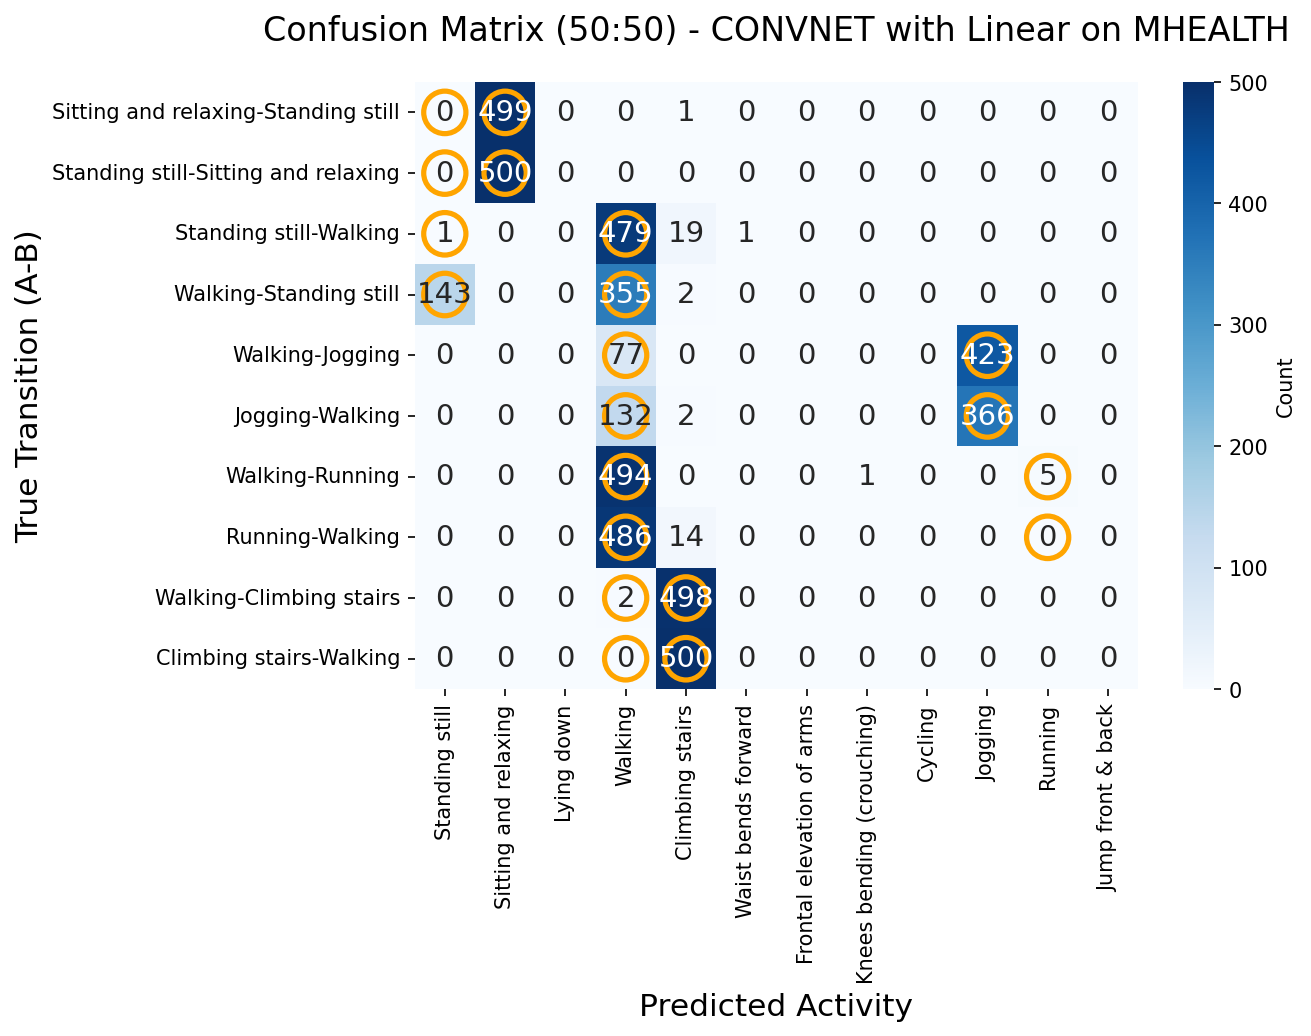 Confusion Matrix (50:50) - CONVNET with Linear on MHEALTH
True Transition (A-B)
Sitting and relaxing-Standing still 0 499 0 0 1 0 0 0 0 0 0 0
Standing still-Sitting and relaxing 0 500 0 0 0 0 0 0 0 0 0 0
Standing still-Walking 1 0 0 479 19 1 0 0 0 0 0 0
Walking-Standing still 143 0 0 355 2 0 0 0 0 0 0 0
Walking-Jogging 0 0 0 77 0 0 0 0 0 423 0 0
Jogging-Walking 0 0 0 132 2 0 0 0 0 366 0 0
Walking-Running 0 0 0 494 0 0 0 1 0 0 5 0
Running-Walking 0 0 0 486 14 0 0 0 0 0 0 0
Walking-Climbing stairs 0 0 0 2 498 0 0 0 0 0 0 0
Climbing stairs-Walking 0 0 0 0 500 0 0 0 0 0 0 0
Standing still
Sitting and relaxing
Lying down
Walking
Climbing stairs
Waist bends forward
Frontal elevation of arms
Knees bending (crouching)
Cycling
Jogging
Running
Jump front & back
Predicted Activity
500
400
300
200
100
0
Count